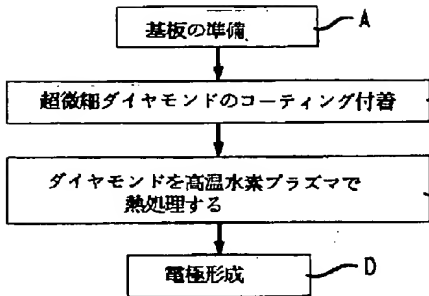 基板の準備
A
超微細ダイヤモンドのコーティング付着
ダイヤモンドを高温水素プラズマで
熱処理する
電極形成
D